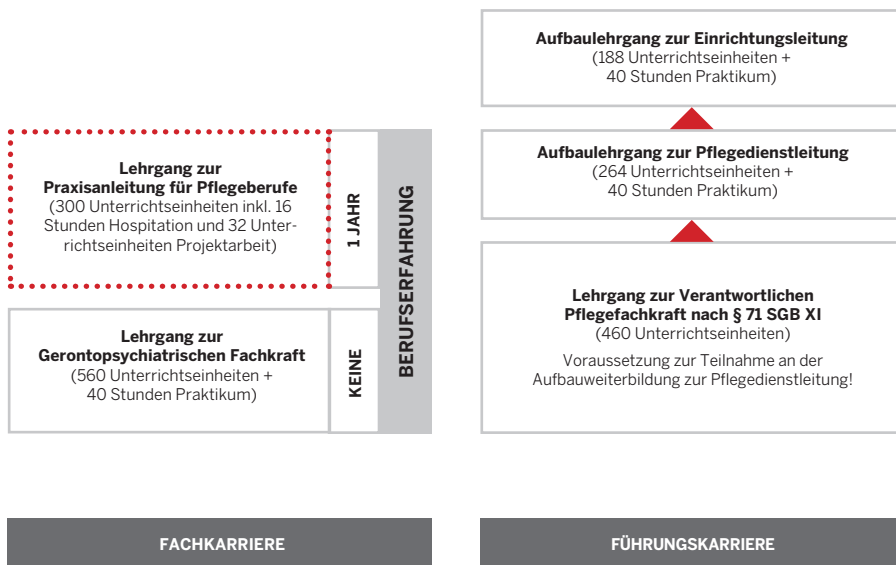 Lehrgang zur
Praxisanleitung für Pflegeberufe
(300 Unterrichtseinheiten inkl. 16
Stunden Hospitation und 32 Unter-
richtseinheiten Projektarbeit)
1 JAHR
Lehrgang zur
Gerontopsychiatrischen Fachkraft
(560 Unterrichtseinheiten +
40 Stunden Praktikum)
KEINE
BERUFSERFAHRUNG
FACHKARRIERE
Aufbaulehrgang zur Einrichtungsleitung
(188 Unterrichtseinheiten +
40 Stunden Praktikum)
Aufbaulehrgang zur Pflegedienstleitung
(264 Unterrichtseinheiten +
40 Stunden Praktikum)
Lehrgang zur Verantwortlichen
Pflegefachkraft nach § 71 SGB XI
(460 Unterrichtseinheiten)
Voraussetzung zur Teilnahme an der
Aufbauweiterbildung zur Pflegedienstleitung!
FÜHRUNGSKARRIERE